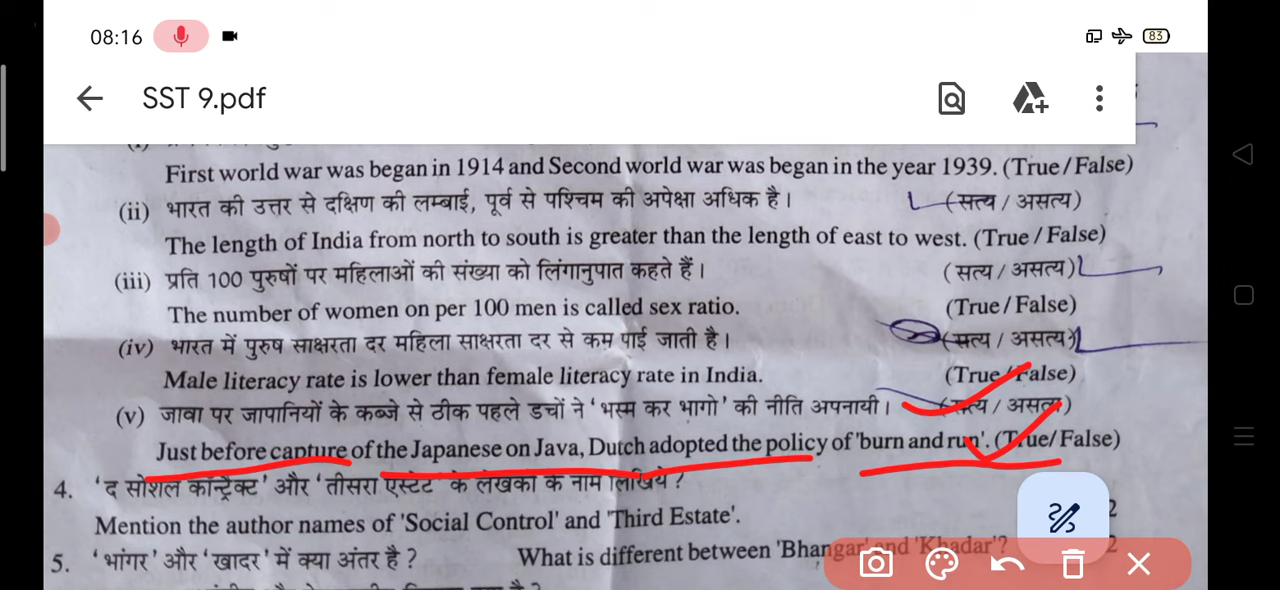 08:16
83
SST 9.pdf
First world war was began in 1914 and Second world war was began in the year 1939. (True / False)
(ii) भारत की उत्तर से दक्षिण की लम्बाई, पूर्व से पश्चिम की अपेक्षा अधिक है। (सत्य / असत्य)
The length of India from north to south is greater than the length of east to west. (True / False)
(iii) प्रति 100 पुरुषों पर महिलाओं की संख्या को लिंगानुपात कहते हैं। (सत्य / असत्य)
The number of women on per 100 men is called sex ratio. (True / False)
(iv) भारत में पुरुष साक्षरता दर महिला साक्षरता दर से कम पाई जाती है। (सत्य / असत्य)
Male literacy rate is lower than female literacy rate in India. (True / False)
(v) जावा पर जापानियों के कब्जे से ठीक पहले डचों ने ‘भस्म कर भागो’ की नीति अपनायी। (सत्य / असत्य)
Just before capture of the Japanese on Java, Dutch adopted the policy of 'burn and run'. (True/ False)
4. ‘द सोशल कॉन्ट्रेक्ट’ और ‘तीसरा एस्टेट’ के लेखकों के नाम लिखिये ?
Mention the author names of 'Social Control' and 'Third Estate'. 2
5. ‘भांगर’ और ‘खादर’ में क्या अंतर है ? What is different between 'Bhangar' and 'Khadar'? 2